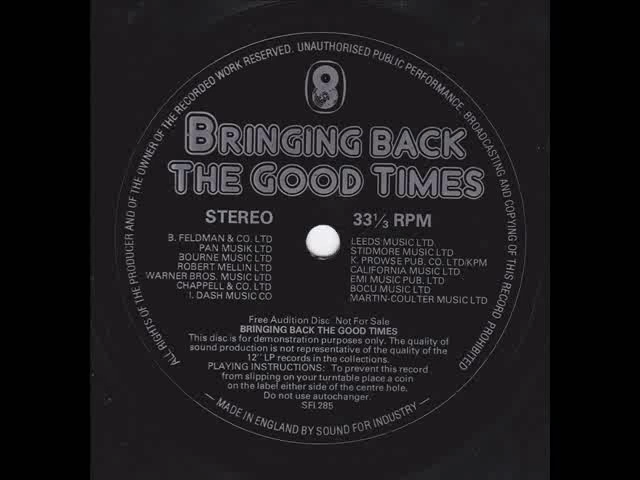 ALL RIGHTS OF THE PRODUCER AND OF THE OWNER OF THE RECORDED WORK RESERVED. UNAUTHORISED PUBLIC PERFORMANCE, BROADCASTING AND COPYING OF THIS RECORD PROHIBITED
BRINGING BACK
THE GOOD TIMES
STEREO
33⅓ RPM
B. FELDMAN & CO. LTD
PAN MUSIK LTD
BOURNE MUSIC LTD
ROBERT MELLIN LTD
WARNER BROS. MUSIC LTD
CHAPPELL & CO. LTD
I. DASH MUSIC CO
LEEDS MUSIC LTD
STIDMORE MUSIC LTD
K. PROWSE PUB. CO. LTD/KPM
CALIFORNIA MUSIC LTD
EMI MUSIC PUB. LTD
BOCU MUSIC LTD
MARTIN-COULTER MUSIC LTD
Free Audition Disc Not For Sale
BRINGING BACK THE GOOD TIMES
This disc is for demonstration purposes only. The quality of
sound production is not representative of the quality of the
12" LP records in the collections.
PLAYING INSTRUCTIONS: To prevent this record
from slipping on your turntable place a coin
on the label either side of the centre hole.
Do not use autochanger.
SFI 285
— MADE IN ENGLAND BY SOUND FOR INDUSTRY —